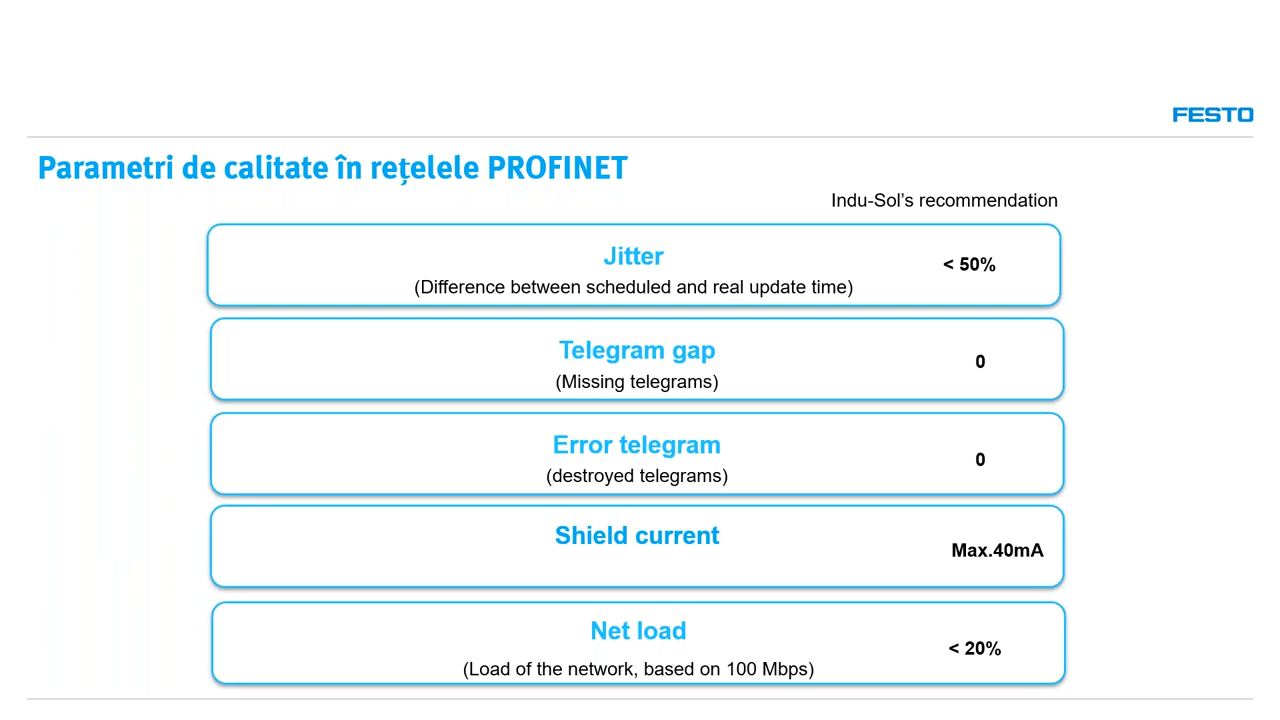 FESTO
Parametri de calitate în rețelele PROFINET
Indu-Sol’s recommendation
Jitter
< 50%
(Difference between scheduled and real update time)
Telegram gap
0
(Missing telegrams)
Error telegram
0
(destroyed telegrams)
Shield current
Max.40mA
Net load
< 20%
(Load of the network, based on 100 Mbps)